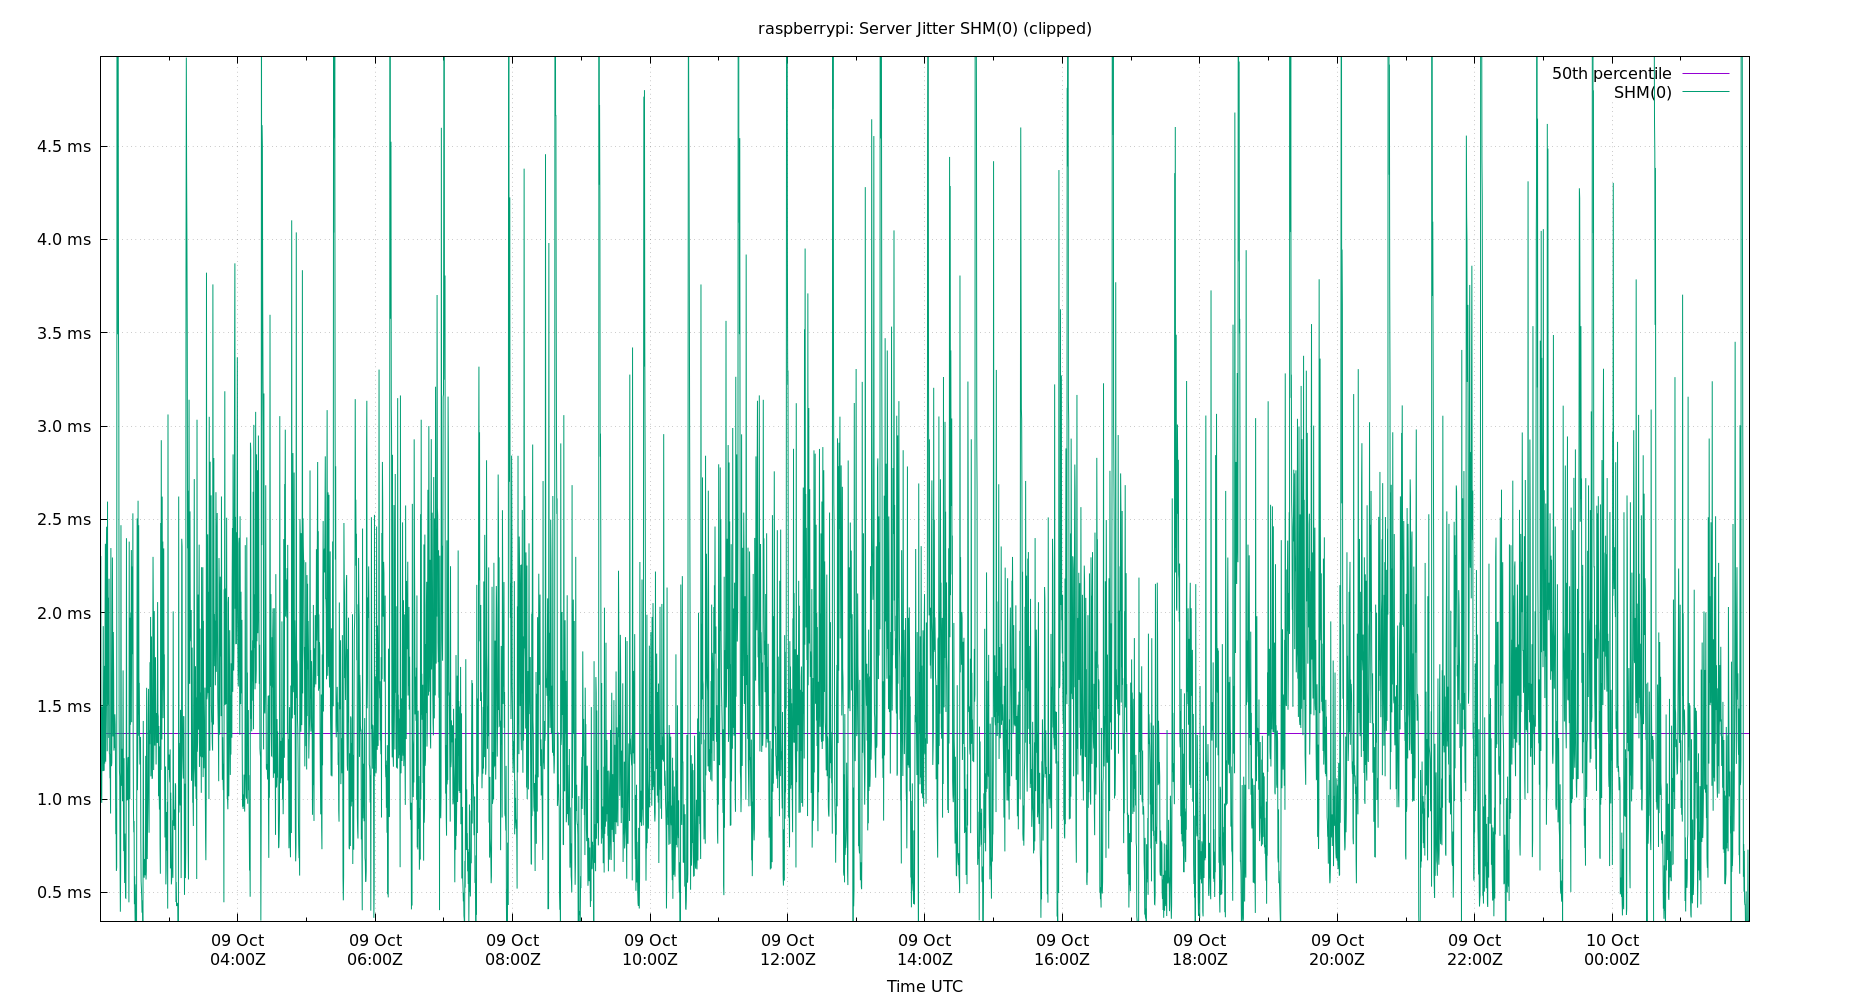 raspberrypi: Server Jitter SHM(0) (clipped)
50th percentile
SHM(0)
4.5 ms
4.0 ms
3.5 ms
3.0 ms
2.5 ms
2.0 ms
1.5 ms
1.0 ms
0.5 ms
09 Oct 09 Oct 09 Oct 09 Oct 09 Oct 09 Oct 09 Oct 09 Oct 09 Oct 09 Oct 10 Oct
04:00Z 06:00Z 08:00Z 10:00Z 12:00Z 14:00Z 16:00Z 18:00Z 20:00Z 22:00Z 00:00Z
Time UTC